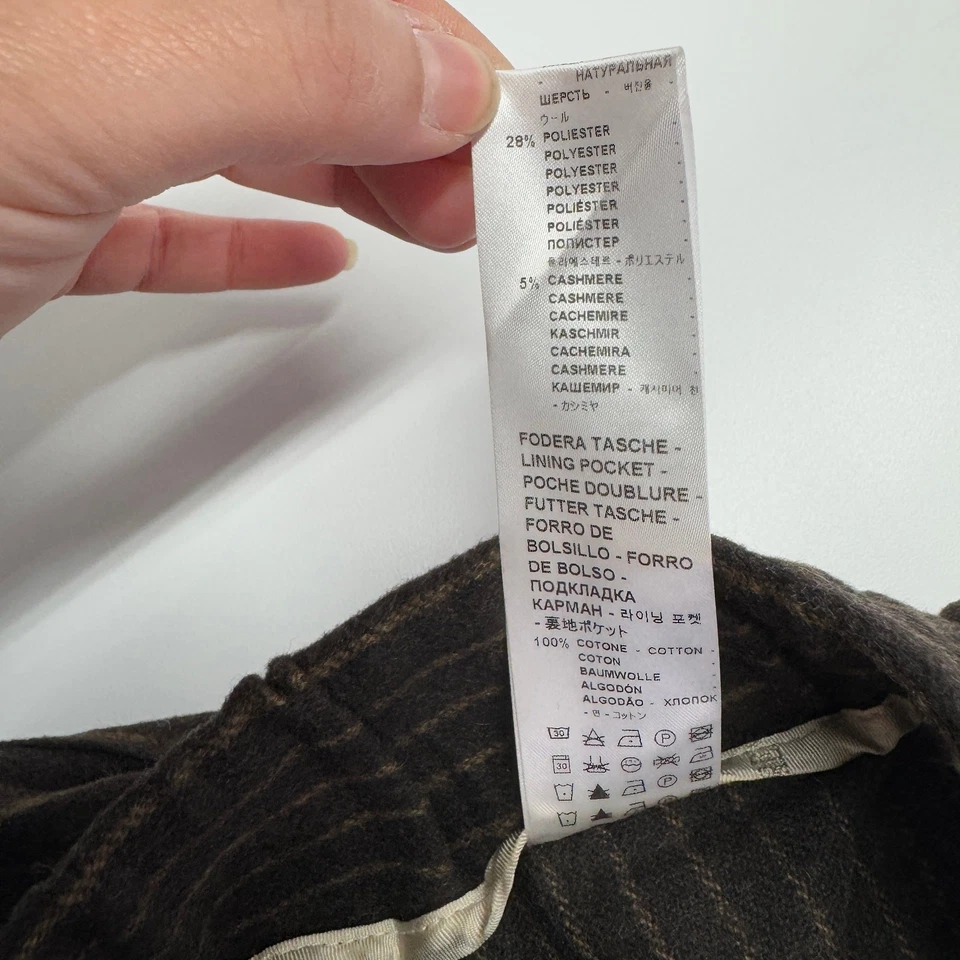 - НАТУРАЛЬНАЯ
ШЕРСТЬ - 버진울
ウール
28% POLIESTER -
POLYESTER -
POLYESTER -
POLYESTER -
POLIÉSTER -
POLIÉSTER -
ПОПИСТЕР -
폴리에스테르 - ポリエステル
5% CASHMERE -
CASHMERE -
CACHEMIRE -
KASCHMIR -
CACHEMIRA -
CASHMERE -
КАШЕМИР - 캐시미어 천
- カシミヤ
FODERA TASCHE -
LINING POCKET -
POCHE DOUBLURE -
FUTTER TASCHE -
FORRO DE
BOLSILLO - FORRO
DE BOLSO -
ПОДКЛАДКА
КАРМАН - 라이닝 포켓
- 裏地ポケット
100% COTONE - COTTON -
COTON -
BAUMWOLLE -
ALGODÓN -
ALGODÃO - ХЛОПОК
- 면 - コットン
30 P
30